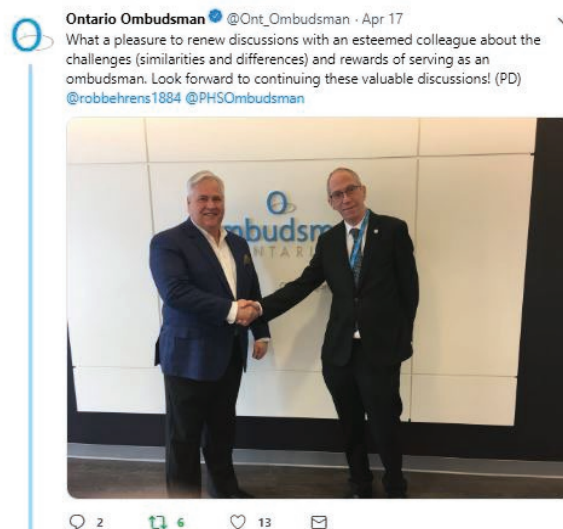 Ontario Ombudsman @Ont_Ombudsman · Apr 17
What a pleasure to renew discussions with an esteemed colleague about the
challenges (similarities and differences) and rewards of serving as an
ombudsman. Look forward to continuing these valuable discussions! (PD)
@robbehrens1884 @PHSOmbudsman
mbudsm
NTARI
2 6 13